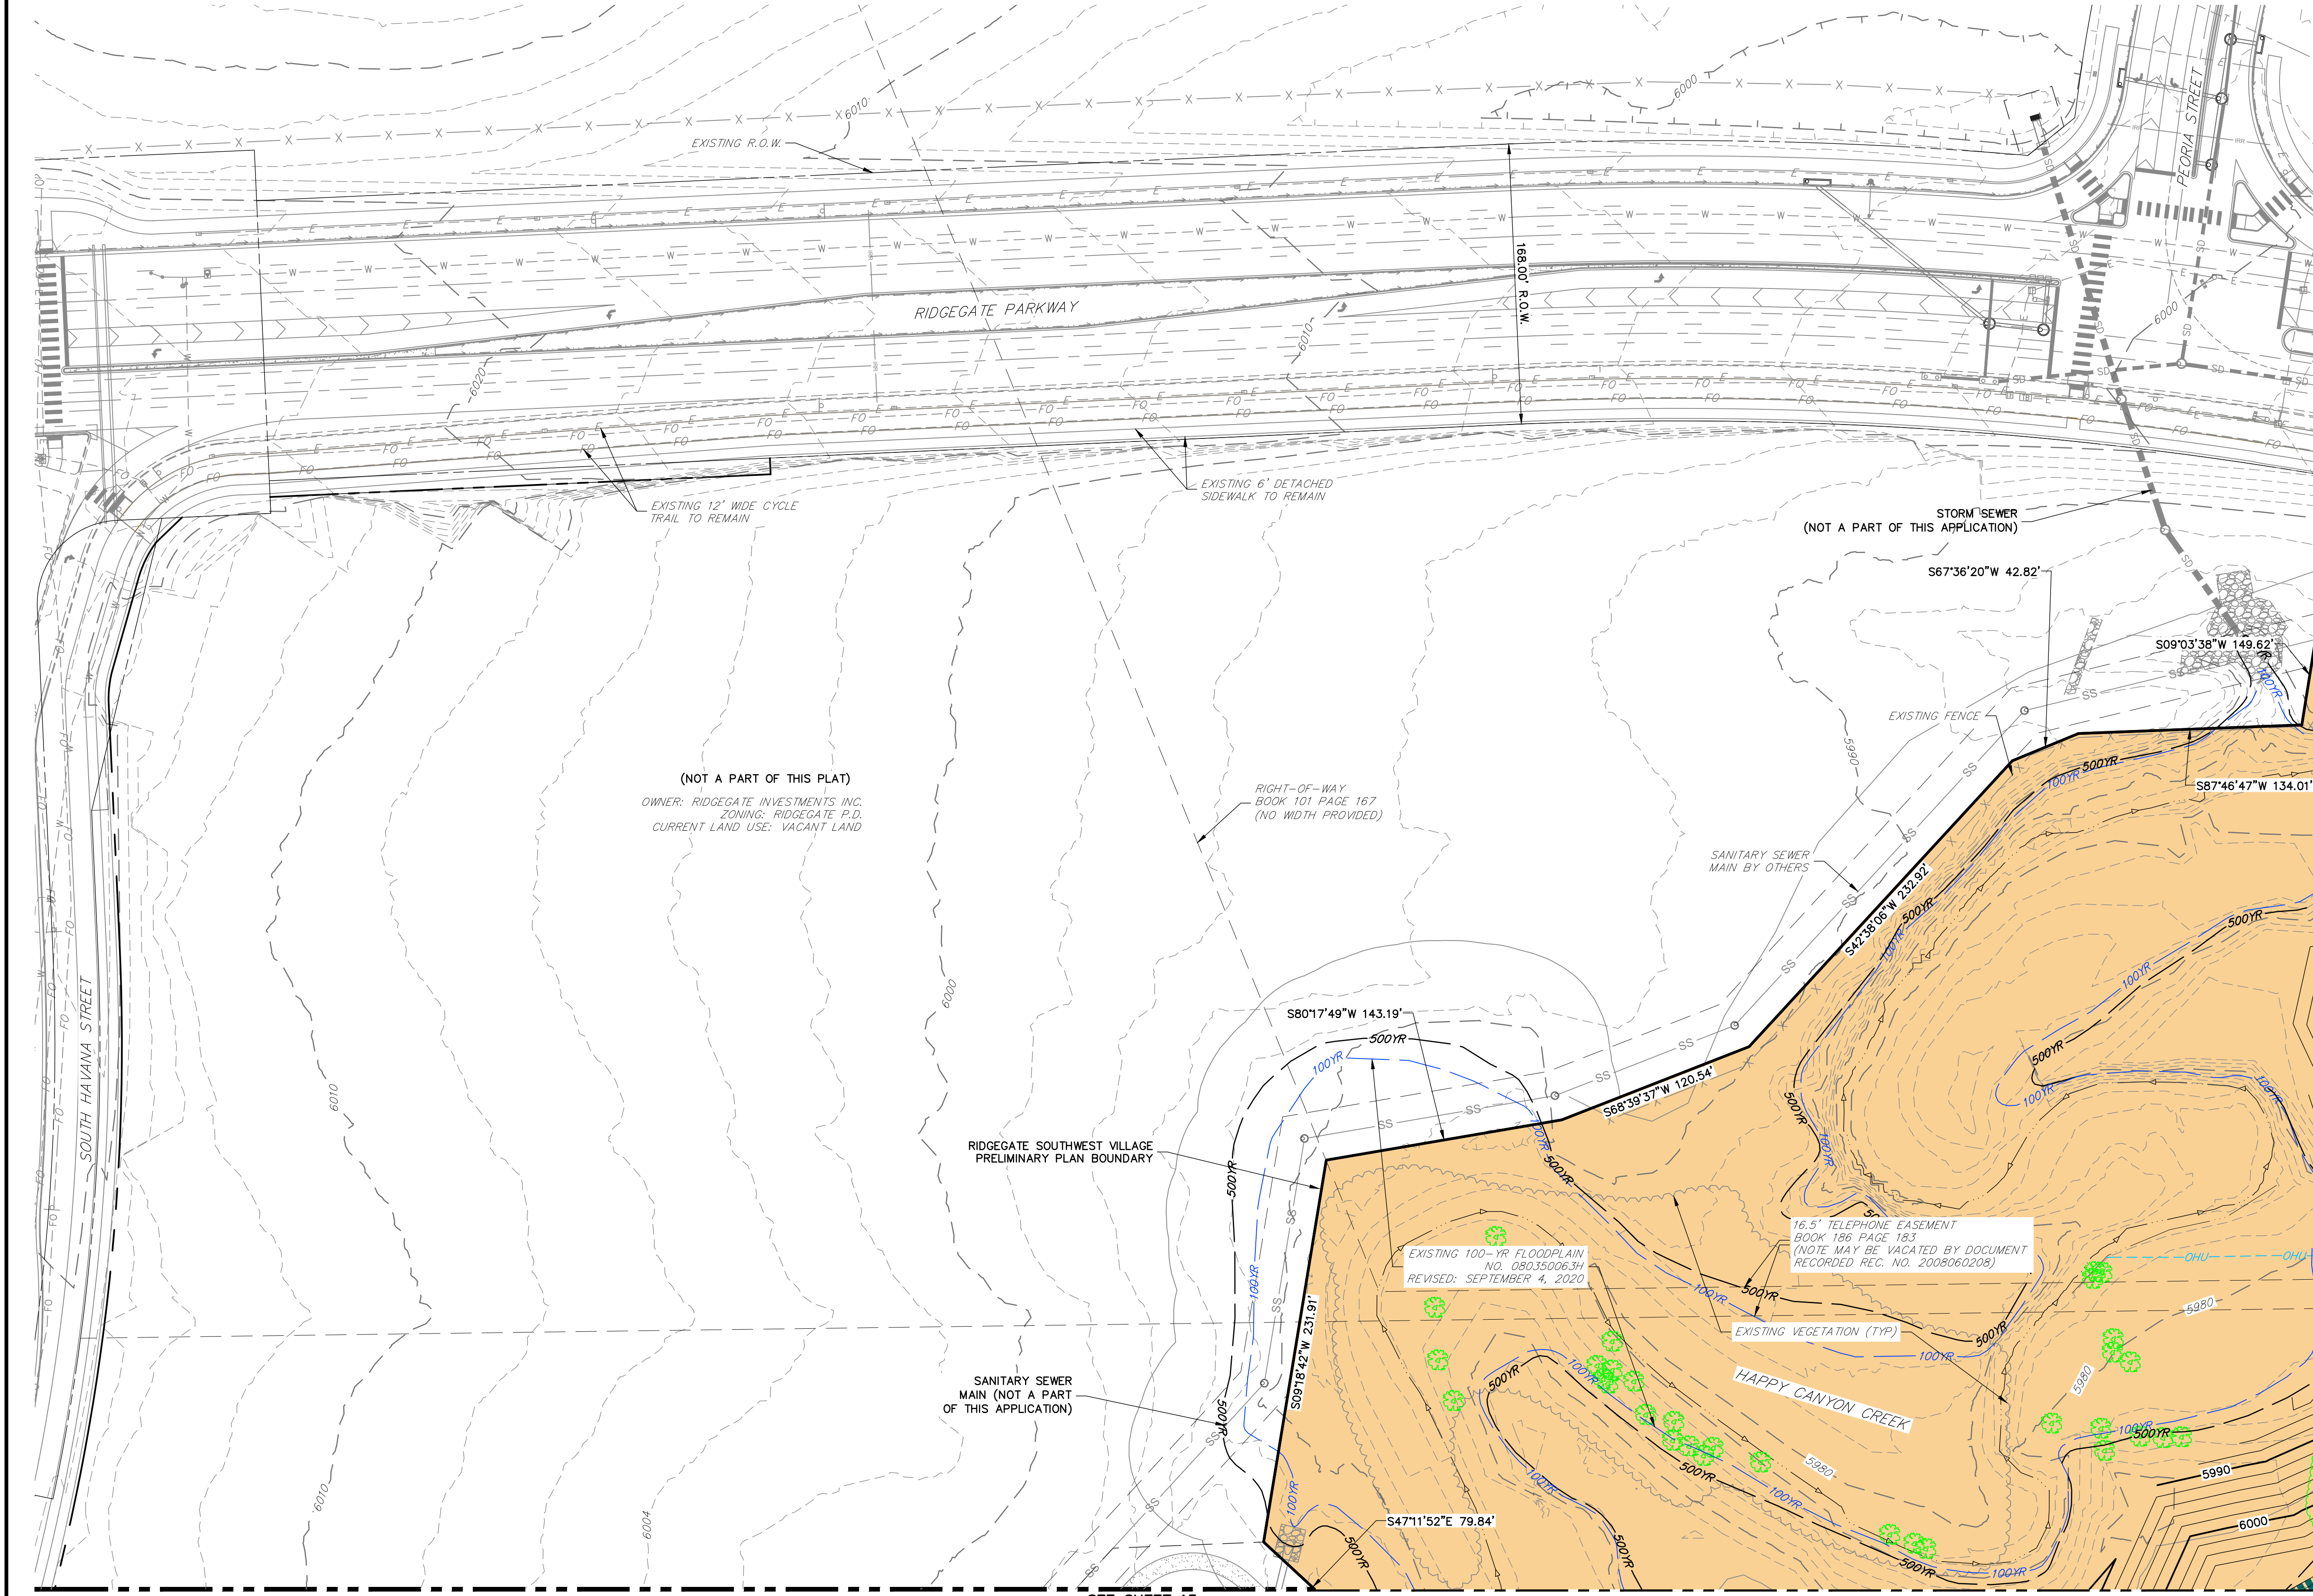 PEORIA STREET
6010
6000
EXISTING R.O.W.
168.00' R.O.W.
RIDGEGATE PARKWAY
6020
6010
6000
EXISTING 12' WIDE CYCLE
TRAIL TO REMAIN
EXISTING 6' DETACHED
SIDEWALK TO REMAIN
STORM SEWER
(NOT A PART OF THIS APPLICATION)
S67°36'20"W 42.82'
S09°03'38"W 149.62'
EXISTING FENCE
5990
S87°46'47"W 134.01'
(NOT A PART OF THIS PLAT)
OWNER: RIDGEGATE INVESTMENTS INC.
ZONING: RIDGEGATE P.D.
CURRENT LAND USE: VACANT LAND
RIGHT-OF-WAY
BOOK 101 PAGE 167
(NO WIDTH PROVIDED)
SANITARY SEWER
MAIN BY OTHERS
S42°38'06"W 232.92'
500YR
100YR
SOUTH HAVANA STREET
6010
6000
S80°17'49"W 143.19'
500YR
100YR
S68°39'37"W 120.54'
RIDGEGATE SOUTHWEST VILLAGE
PRELIMINARY PLAN BOUNDARY
16.5' TELEPHONE EASEMENT
BOOK 186 PAGE 183
(NOTE MAY BE VACATED BY DOCUMENT
RECORDED REC. NO. 2008060208)
EXISTING 100-YR FLOODPLAIN
NO. 080350063H
REVISED: SEPTEMBER 4, 2020
OHU OHU
5980
S09°18'42"W 231.91'
EXISTING VEGETATION (TYP)
HAPPY CANYON CREEK
5980
SANITARY SEWER
MAIN (NOT A PART
OF THIS APPLICATION)
5980
5990
6010
6004
S47°11'52"E 79.84'
6000